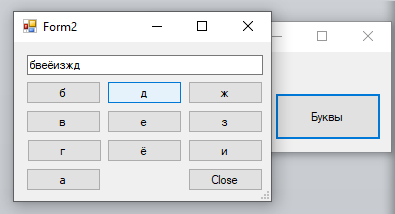 Form2
бвеёизжд
б д ж
в е з
г ё и
а Close
Буквы